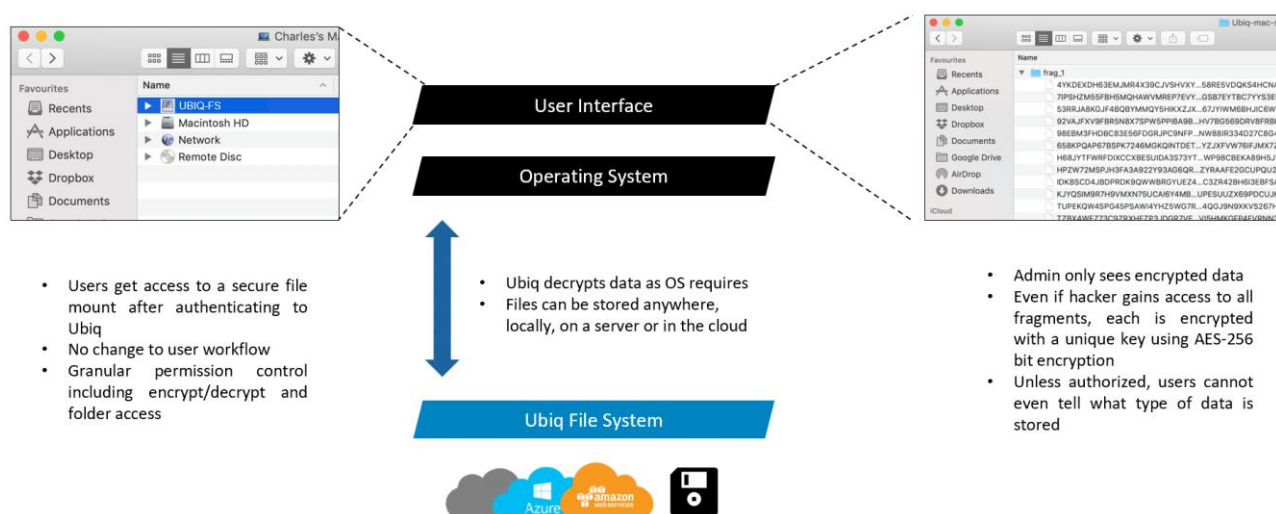 Charles's Ma
Favourites
Recents
Applications
Desktop
Dropbox
Documents
Name
UBIQ-FS
Macintosh HD
Network
Remote Disc
User Interface
Operating System
Ubiq-mac-s
Favourites
Recents
Applications
Desktop
Dropbox
Documents
Google Drive
AirDrop
Downloads
iCloud
Name
frag_1
• Users get access to a secure file
mount after authenticating to
Ubiq
• No change to user workflow
• Granular permission control
including encrypt/decrypt and
folder access
• Ubiq decrypts data as OS requires
• Files can be stored anywhere,
locally, on a server or in the cloud
Ubiq File System
Azure
amazon
webservices
• Admin only sees encrypted data
• Even if hacker gains access to all
fragments, each is encrypted
with a unique key using AES-256
bit encryption
• Unless authorized, users cannot
even tell what type of data is
stored